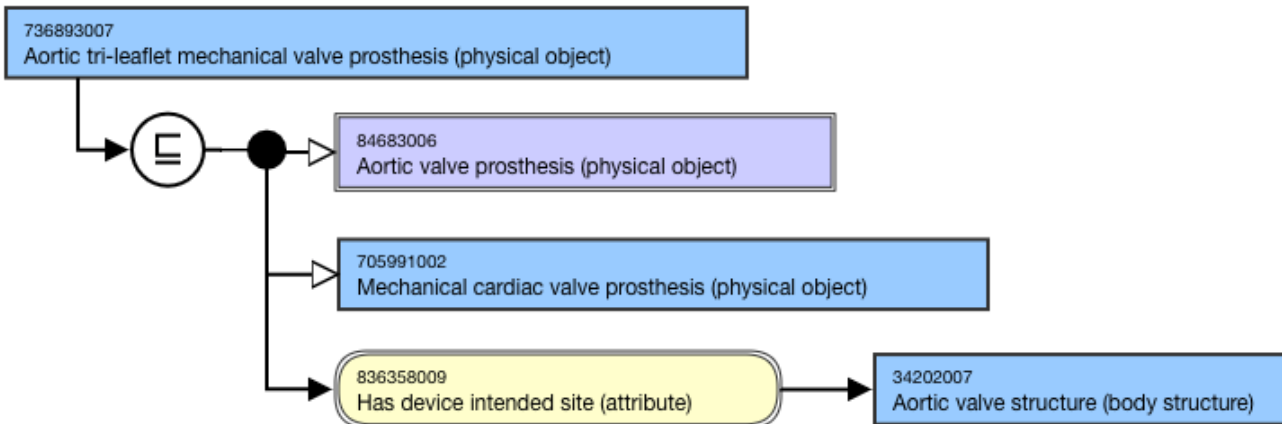 736893007
Aortic tri-leaflet mechanical valve prosthesis (physical object)
⊑
84683006
Aortic valve prosthesis (physical object)
705991002
Mechanical cardiac valve prosthesis (physical object)
836358009
Has device intended site (attribute)
34202007
Aortic valve structure (body structure)